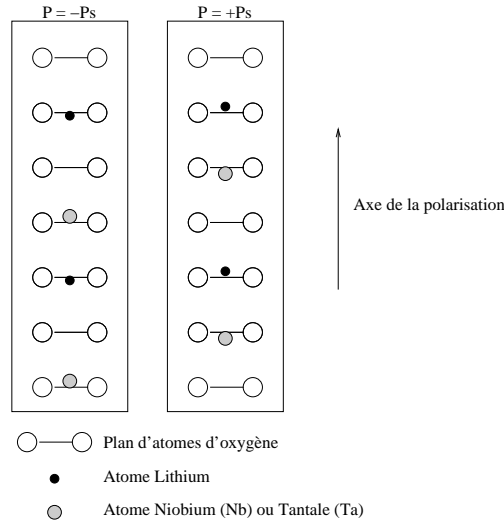 P = −Ps
P = +Ps
Axe de la polarisation
Plan d'atomes d'oxygène
Atome Lithium
Atome Niobium (Nb) ou Tantale (Ta)